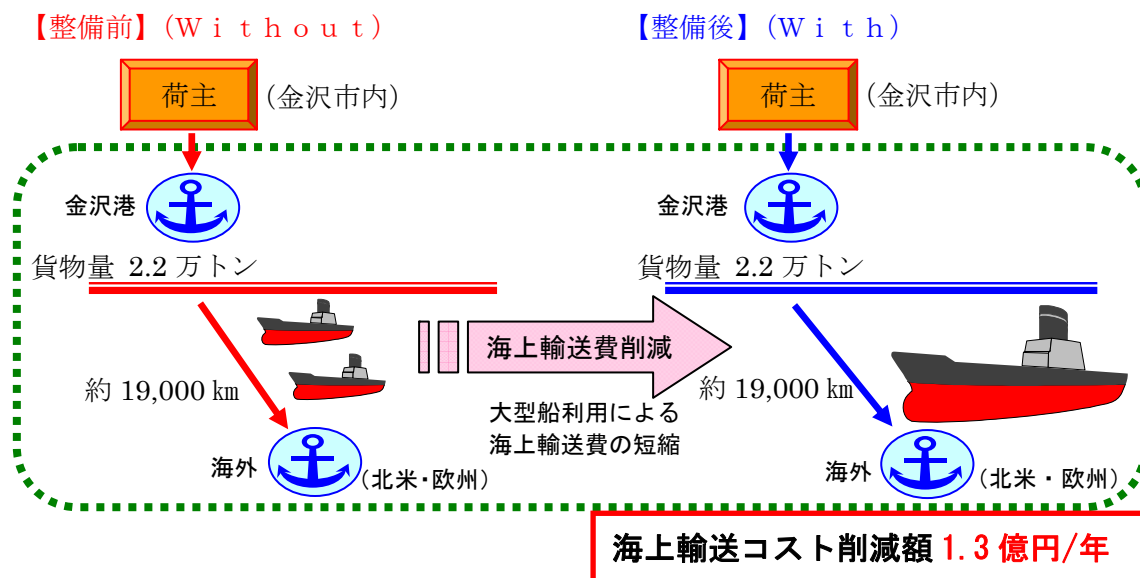 【整備前】(Ｗｉｔｈｏｕｔ)
荷主
(金沢市内)
金沢港
貨物量 2.2 万トン
約 19,000 ㎞
海外
(北米・欧州)
海上輸送費削減
大型船利用による
海上輸送費の短縮
【整備後】(Ｗｉｔｈ)
荷主
(金沢市内)
金沢港
貨物量 2.2 万トン
約 19,000 ㎞
海外
(北米・欧州)
海上輸送コスト削減額 1.3 億円/年